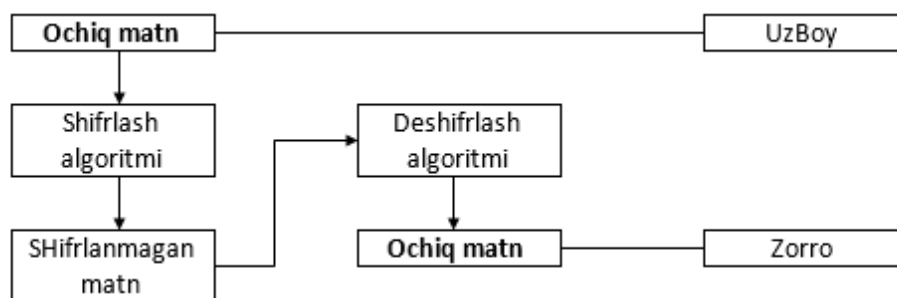 Ochiq matn
UzBoy
Shifrlash
algoritmi
Deshifrlash
algoritmi
SHifrlanmagan
matn
Ochiq matn
Zorro